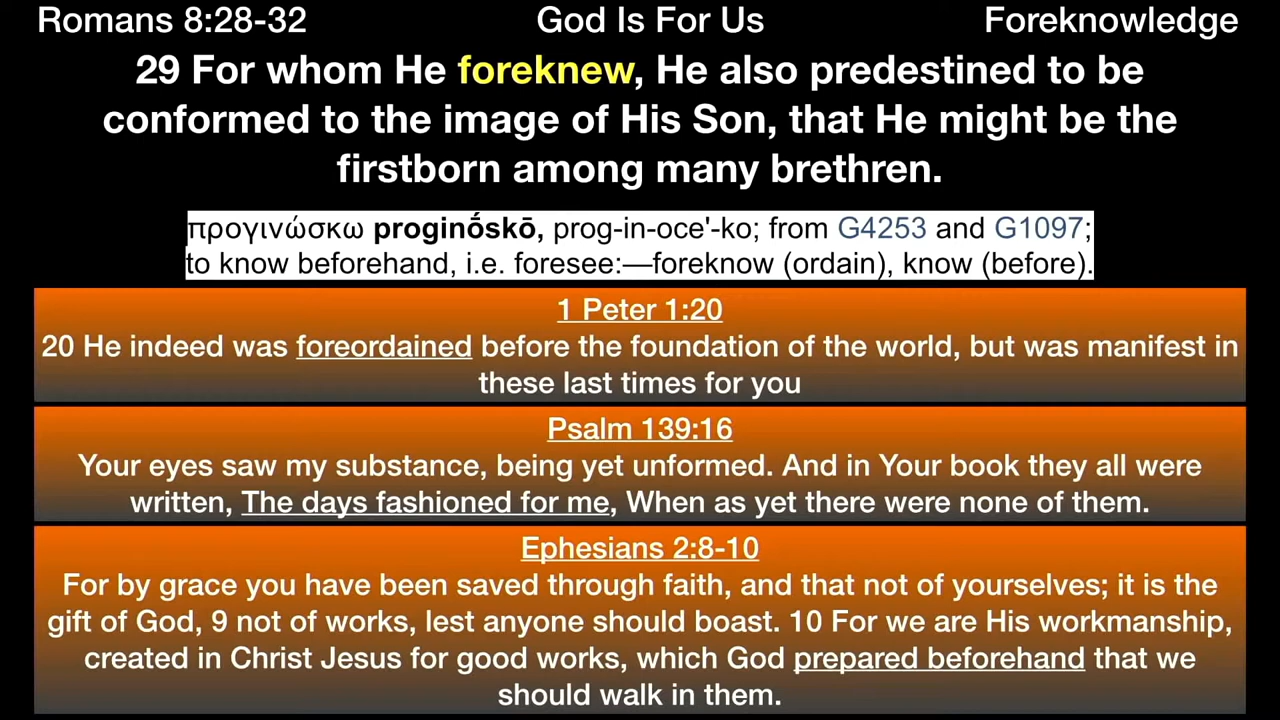 Romans 8:28-32 God Is For Us Foreknowledge
29 For whom He foreknew, He also predestined to be
conformed to the image of His Son, that He might be the
firstborn among many brethren.
προγινώσκω proginṓskō, prog-in-oce'-ko; from G4253 and G1097;
to know beforehand, i.e. foresee:—foreknow (ordain), know (before).
1 Peter 1:20
20 He indeed was foreordained before the foundation of the world, but was manifest in
these last times for you
Psalm 139:16
Your eyes saw my substance, being yet unformed. And in Your book they all were
written, The days fashioned for me, When as yet there were none of them.
Ephesians 2:8-10
For by grace you have been saved through faith, and that not of yourselves; it is the
gift of God, 9 not of works, lest anyone should boast. 10 For we are His workmanship,
created in Christ Jesus for good works, which God prepared beforehand that we
should walk in them.